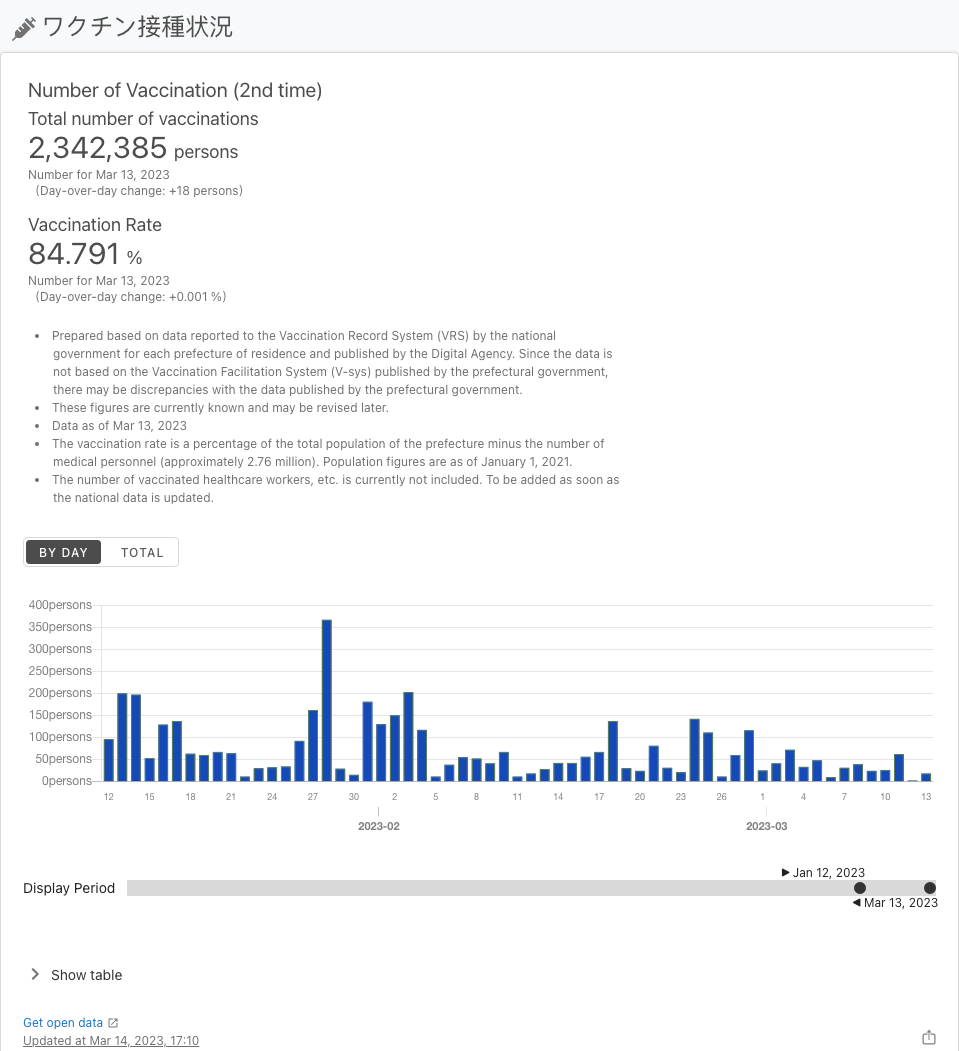 ワクチン接種状況
Number of Vaccination (2nd time)
Total number of vaccinations
2,342,385 persons
Number for Mar 13, 2023
(Day-over-day change: +18 persons)
Vaccination Rate
84.791 %
Number for Mar 13, 2023
(Day-over-day change: +0.001 %)
• Prepared based on data reported to the Vaccination Record System (VRS) by the national
government for each prefecture of residence and published by the Digital Agency. Since the data is
not based on the Vaccination Facilitation System (V-sys) published by the prefectural government,
there may be discrepancies with the data published by the prefectural government.
• These figures are currently known and may be revised later.
• Data as of Mar 13, 2023
• The vaccination rate is a percentage of the total population of the prefecture minus the number of
medical personnel (approximately 2.76 million). Population figures are as of January 1, 2021.
• The number of vaccinated healthcare workers, etc. is currently not included. To be added as soon as
the national data is updated.
BY DAY TOTAL
400persons
350persons
300persons
250persons
200persons
150persons
100persons
50persons
0persons
12 15 18 21 24 27 30 2 5 8 11 14 17 20 23 26 1 4 7 10 13
2023-02 2023-03
▶ Jan 12, 2023
Display Period
◀ Mar 13, 2023
Show table
Get open data
Updated at Mar 14, 2023, 17:10